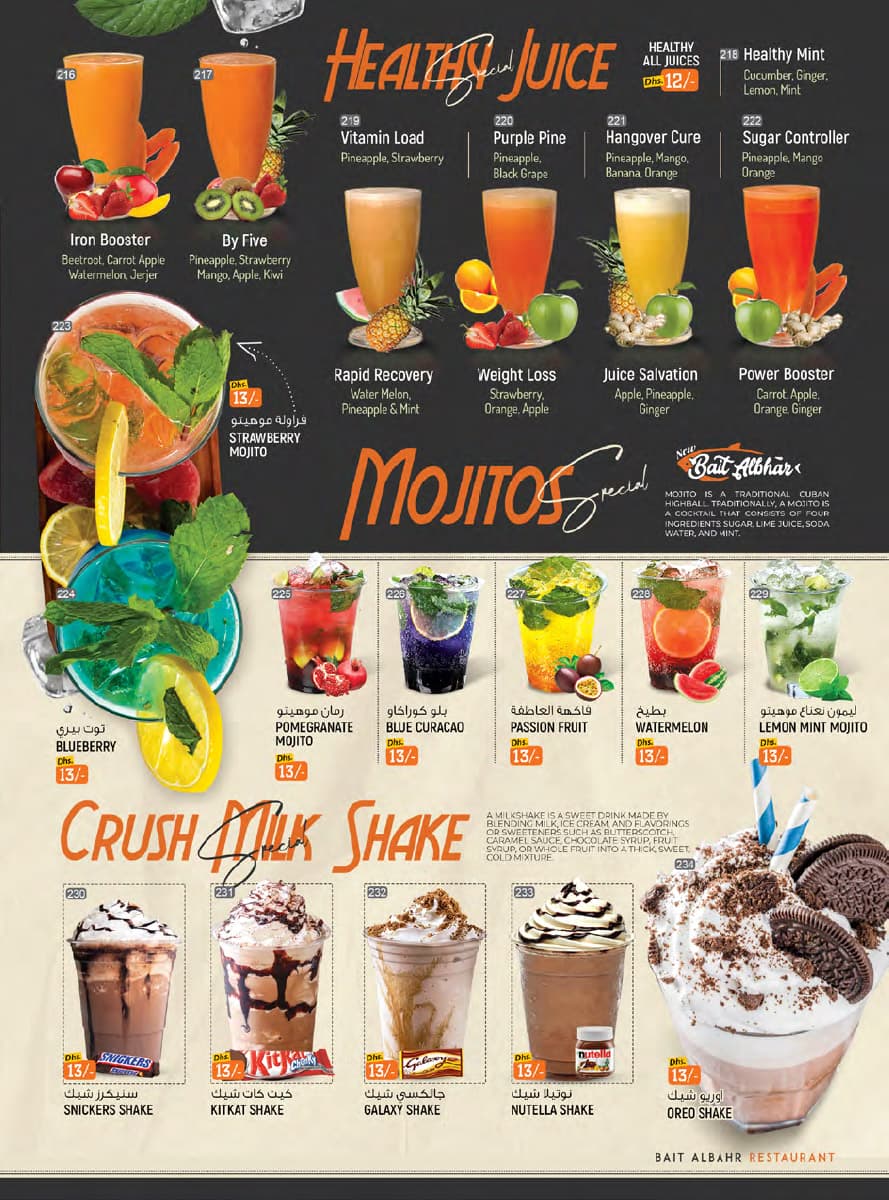 HEALTHY JUICE
Special
HEALTHY
ALL JUICES
Dhs. 12/-
216
Iron Booster
Beetroot, Carrot Apple
Watermelon, Jerjer
217
By Five
Pineapple, Strawberry
Mango, Apple, Kiwi
218 Healthy Mint
Cucumber, Ginger,
Lemon, Mint
219
Vitamin Load
Pineapple, Strawberry
220
Purple Pine
Pineapple,
Black Grape
221
Hangover Cure
Pineapple, Mango,
Banana, Orange
222
Sugar Controller
Pineapple, Mango
Orange
Rapid Recovery
Water Melon,
Pineapple & Mint
Weight Loss
Strawberry,
Orange, Apple
Juice Salvation
Apple, Pineapple,
Ginger
Power Booster
Carrot, Apple,
Orange, Ginger
223
Dhs.
13/-
فراولة موهيتو
STRAWBERRY
MOJITO
MOJITOS
Special
New
Bait Albhar
MOJITO IS A TRADITIONAL CUBAN
HIGHBALL. TRADITIONALLY, A MOJITO IS
A COCKTAIL THAT CONSISTS OF FOUR
INGREDIENTS SUGAR, LIME JUICE, SODA
WATER, AND MINT.
224
توت بيري
BLUEBERRY
Dhs.
13/-
225
رمان موهيتو
POMEGRANATE
MOJITO
Dhs.
13/-
226
بلو كوراكاو
BLUE CURACAO
Dhs.
13/-
227
فاكهة العاطفة
PASSION FRUIT
Dhs.
13/-
228
بطيخ
WATERMELON
Dhs.
13/-
229
ليمون نعناع موهيتو
LEMON MINT MOJITO
Dhs.
13/-
CRUSH MILK SHAKE
Special
A MILKSHAKE IS A SWEET DRINK MADE BY
BLENDING MILK, ICE CREAM, AND FLAVORINGS
OR SWEETENERS SUCH AS BUTTERSCOTCH,
CARAMEL SAUCE, CHOCOLATE SYRUP, FRUIT
SYRUP, OR WHOLE FRUIT INTO A THICK, SWEET,
COLD MIXTURE.
230
SNICKERS
Dhs.
13/-
سنيكرز شيك
SNICKERS SHAKE
231
KitKat
Chunky
Dhs.
13/-
كيت كات شيك
KITKAT SHAKE
232
Galaxy
Dhs.
13/-
جالكسي شيك
GALAXY SHAKE
233
nutella
Dhs.
13/-
نوتيلا شيك
NUTELLA SHAKE
234
OREO
Dhs.
13/-
أوريو شيك
OREO SHAKE
BAIT ALBAHR RESTAURANT